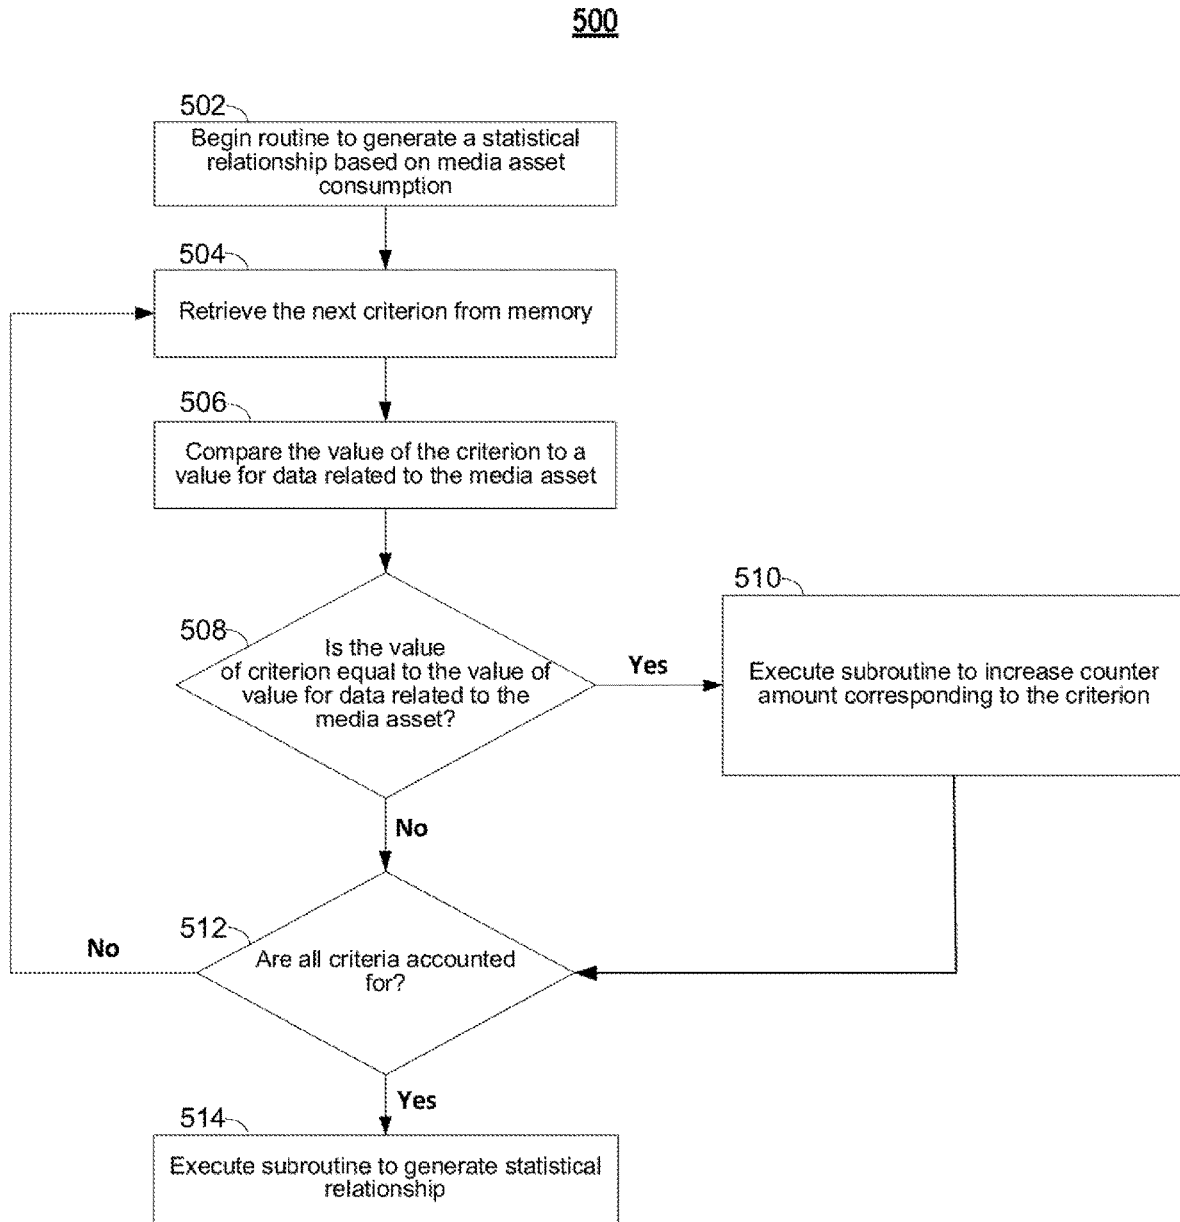 500
502
Begin routine to generate a statistical
relationship based on media asset
consumption
504
Retrieve the next criterion from memory
506
Compare the value of the criterion to a
value for data related to the media asset
508
Is the value
of criterion equal to the value of
value for data related to the
media asset?
Yes
510
Execute subroutine to increase counter
amount corresponding to the criterion
No
512
Are all criteria accounted
for?
No
Yes
514
Execute subroutine to generate statistical
relationship